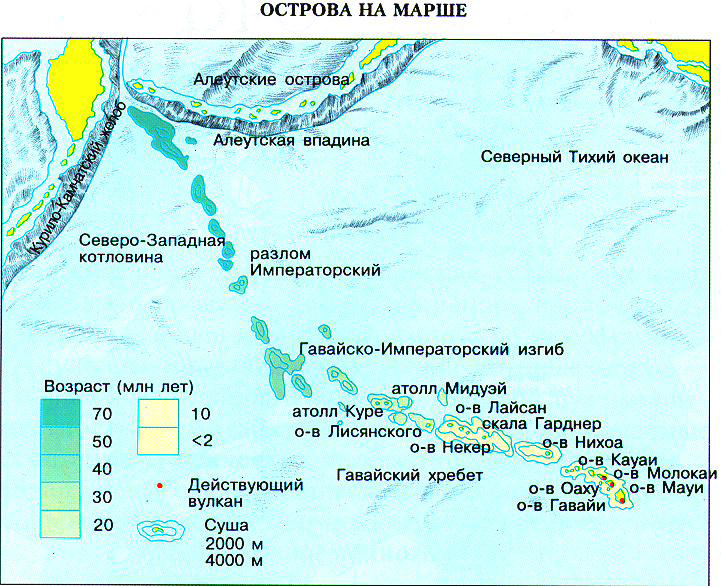 ОСТРОВА НА МАРШЕ
Алеутские острова
Алеутская впадина
Северный Тихий океан
Курило-Камчатский желоб
Северо-Западная
котловина
разлом
Императорский
Гавайско-Императорский изгиб
атолл Мидуэй
атолл Куре
о-в Лайсан
о-в Лисянского
скала Гарднер
о-в Некер
о-в Нихоа
Гавайский хребет
о-в Кауаи
о-в Молокаи
о-в Оаху
о-в Мауи
о-в Гавайи
Возраст (млн лет)
70
10
50
<2
40
30
20
Действующий
вулкан
Суша
2000 м
4000 м